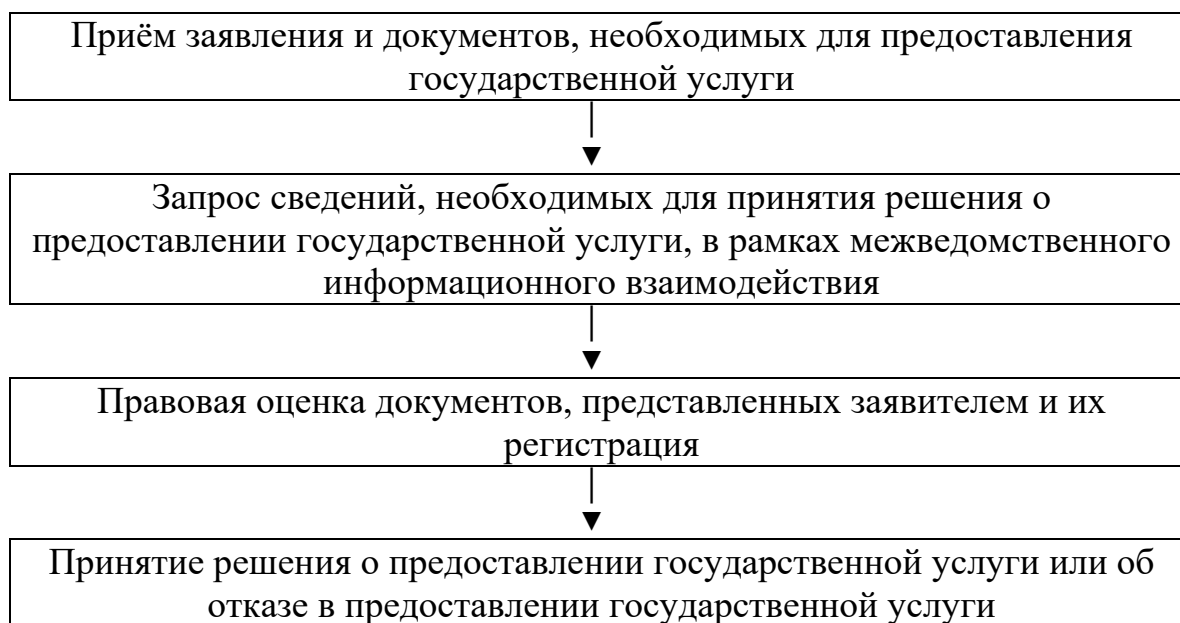 Приём заявления и документов, необходимых для предоставления
государственной услуги
Запрос сведений, необходимых для принятия решения о
предоставлении государственной услуги, в рамках межведомственного
информационного взаимодействия
Правовая оценка документов, представленных заявителем и их
регистрация
Принятие решения о предоставлении государственной услуги или об
отказе в предоставлении государственной услуги